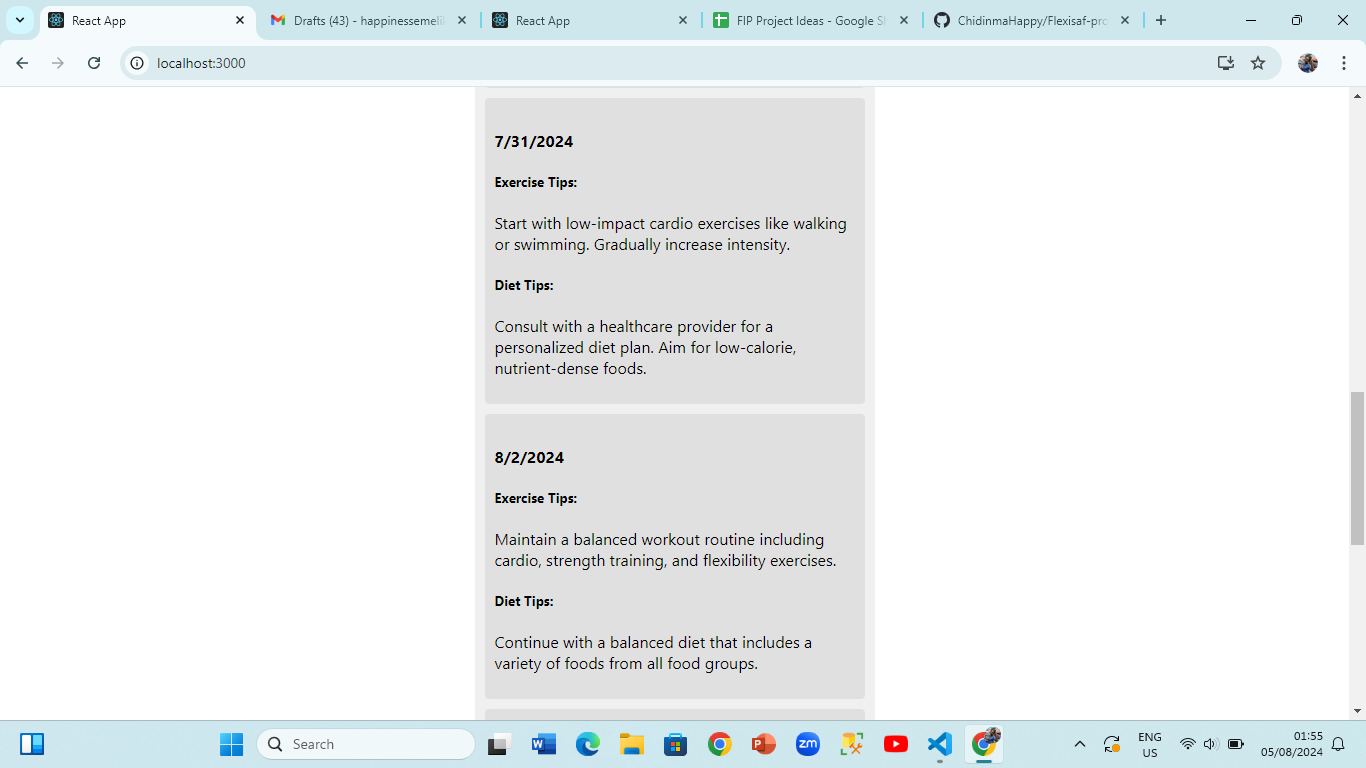 React App
Drafts (43) - happinessemeli
React App
FIP Project Ideas - Google Sh
ChidinmaHappy/Flexisaf-pro
localhost:3000
7/31/2024
Exercise Tips:
Start with low-impact cardio exercises like walking
or swimming. Gradually increase intensity.
Diet Tips:
Consult with a healthcare provider for a
personalized diet plan. Aim for low-calorie,
nutrient-dense foods.
8/2/2024
Exercise Tips:
Maintain a balanced workout routine including
cardio, strength training, and flexibility exercises.
Diet Tips:
Continue with a balanced diet that includes a
variety of foods from all food groups.
Search
zm
ENG
US
01:55
05/08/2024